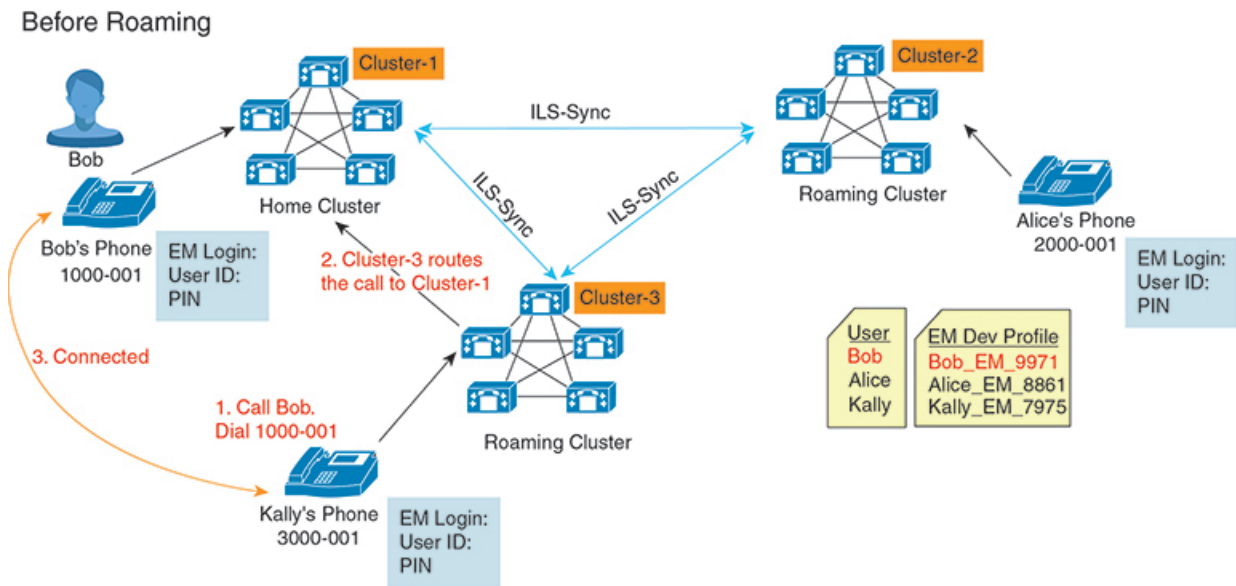 Before Roaming
Cluster-1
Cluster-2
ILS-Sync
Bob
Home Cluster
Roaming Cluster
ILS-Sync
ILS-Sync
Bob's Phone
1000-001
EM Login:
User ID:
PIN
Alice's Phone
2000-001
EM Login:
User ID:
PIN
2. Cluster-3 routes
the call to Cluster-1
Cluster-3
3. Connected
User
Bob
Alice
Kally
EM Dev Profile
Bob_EM_9971
Alice_EM_8861
Kally_EM_7975
1. Call Bob.
Dial 1000-001
Roaming Cluster
Kally's Phone
3000-001
EM Login:
User ID:
PIN